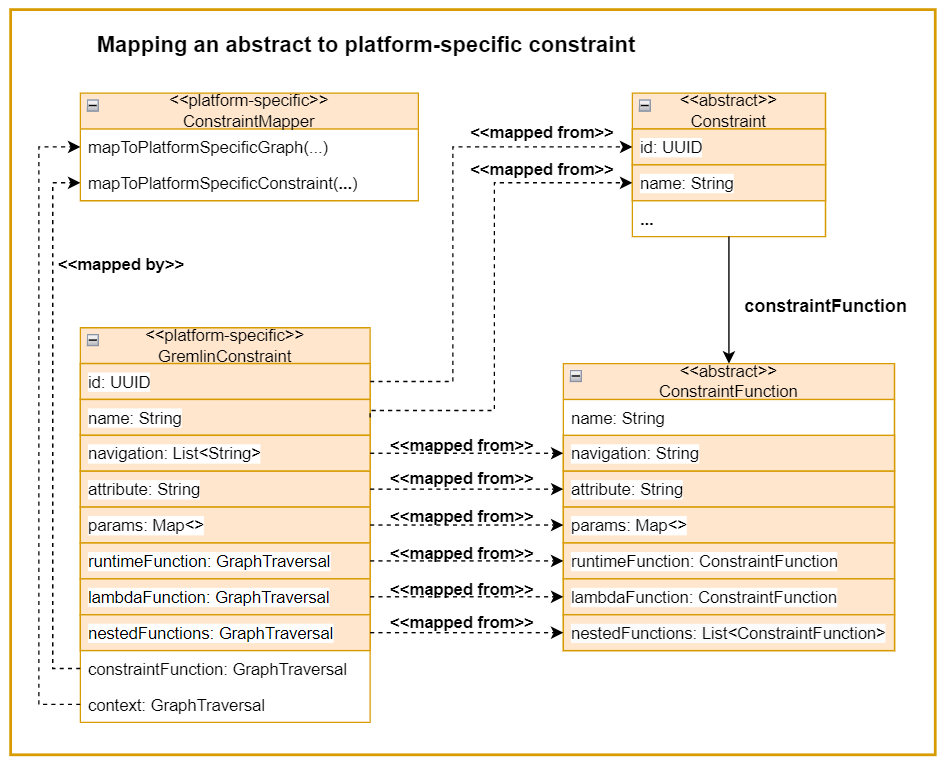 Mapping an abstract to platform-specific constraint
<<platform-specific>>
ConstraintMapper
mapToPlatformSpecificGraph(...)
mapToPlatformSpecificConstraint(...)
<<mapped from>>
<<mapped from>>
<<abstract>>
Constraint
id: UUID
name: String
...
<<mapped by>>
constraintFunction
<<platform-specific>>
GremlinConstraint
id: UUID
name: String
navigation: List<String>
attribute: String
params: Map<>
runtimeFunction: GraphTraversal
lambdaFunction: GraphTraversal
nestedFunctions: GraphTraversal
constraintFunction: GraphTraversal
context: GraphTraversal
<<mapped from>>
<<mapped from>>
<<mapped from>>
<<mapped from>>
<<mapped from>>
<<mapped from>>
<<abstract>>
ConstraintFunction
name: String
navigation: String
attribute: String
params: Map<>
runtimeFunction: ConstraintFunction
lambdaFunction: ConstraintFunction
nestedFunctions: List<ConstraintFunction>